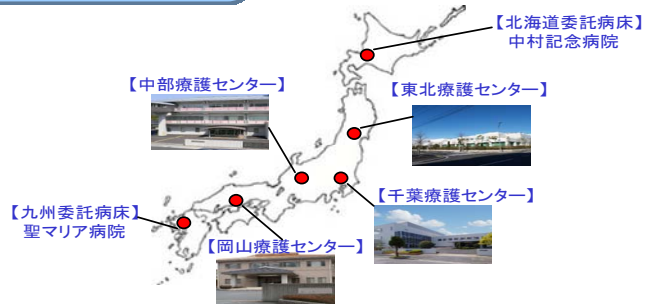 【北海道委託病床】
中村記念病院
【中部療護センター】
【東北療護センター】
【千葉療護センター】
【九州委託病床】
聖マリア病院
【岡山療護センター】